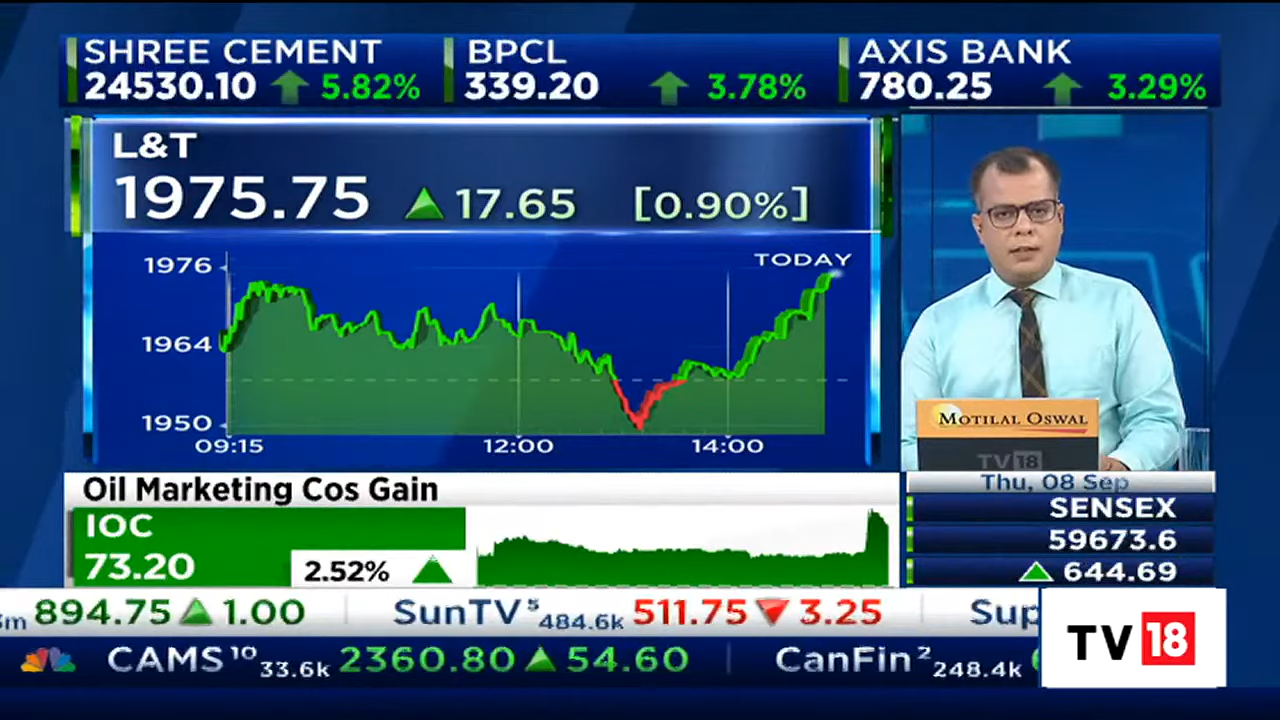 SHREE CEMENT
24530.10 5.82%
BPCL
339.20 3.78%
AXIS BANK
780.25 3.29%
L&T
1975.75 17.65 [0.90%]
TODAY
1976
1964
1950
09:15 12:00 14:00
MOTILAL OSWAL
TV18
Thu, 08 Sep
SENSEX
59673.6
644.69
Oil Marketing Cos Gain
IOC
73.20
2.52%
894.75 1.00 SunTV 5 484.6k 511.75 3.25 Sup
CAMS 10 33.6k 2360.80 54.60 CanFin 2 248.4k
TV18